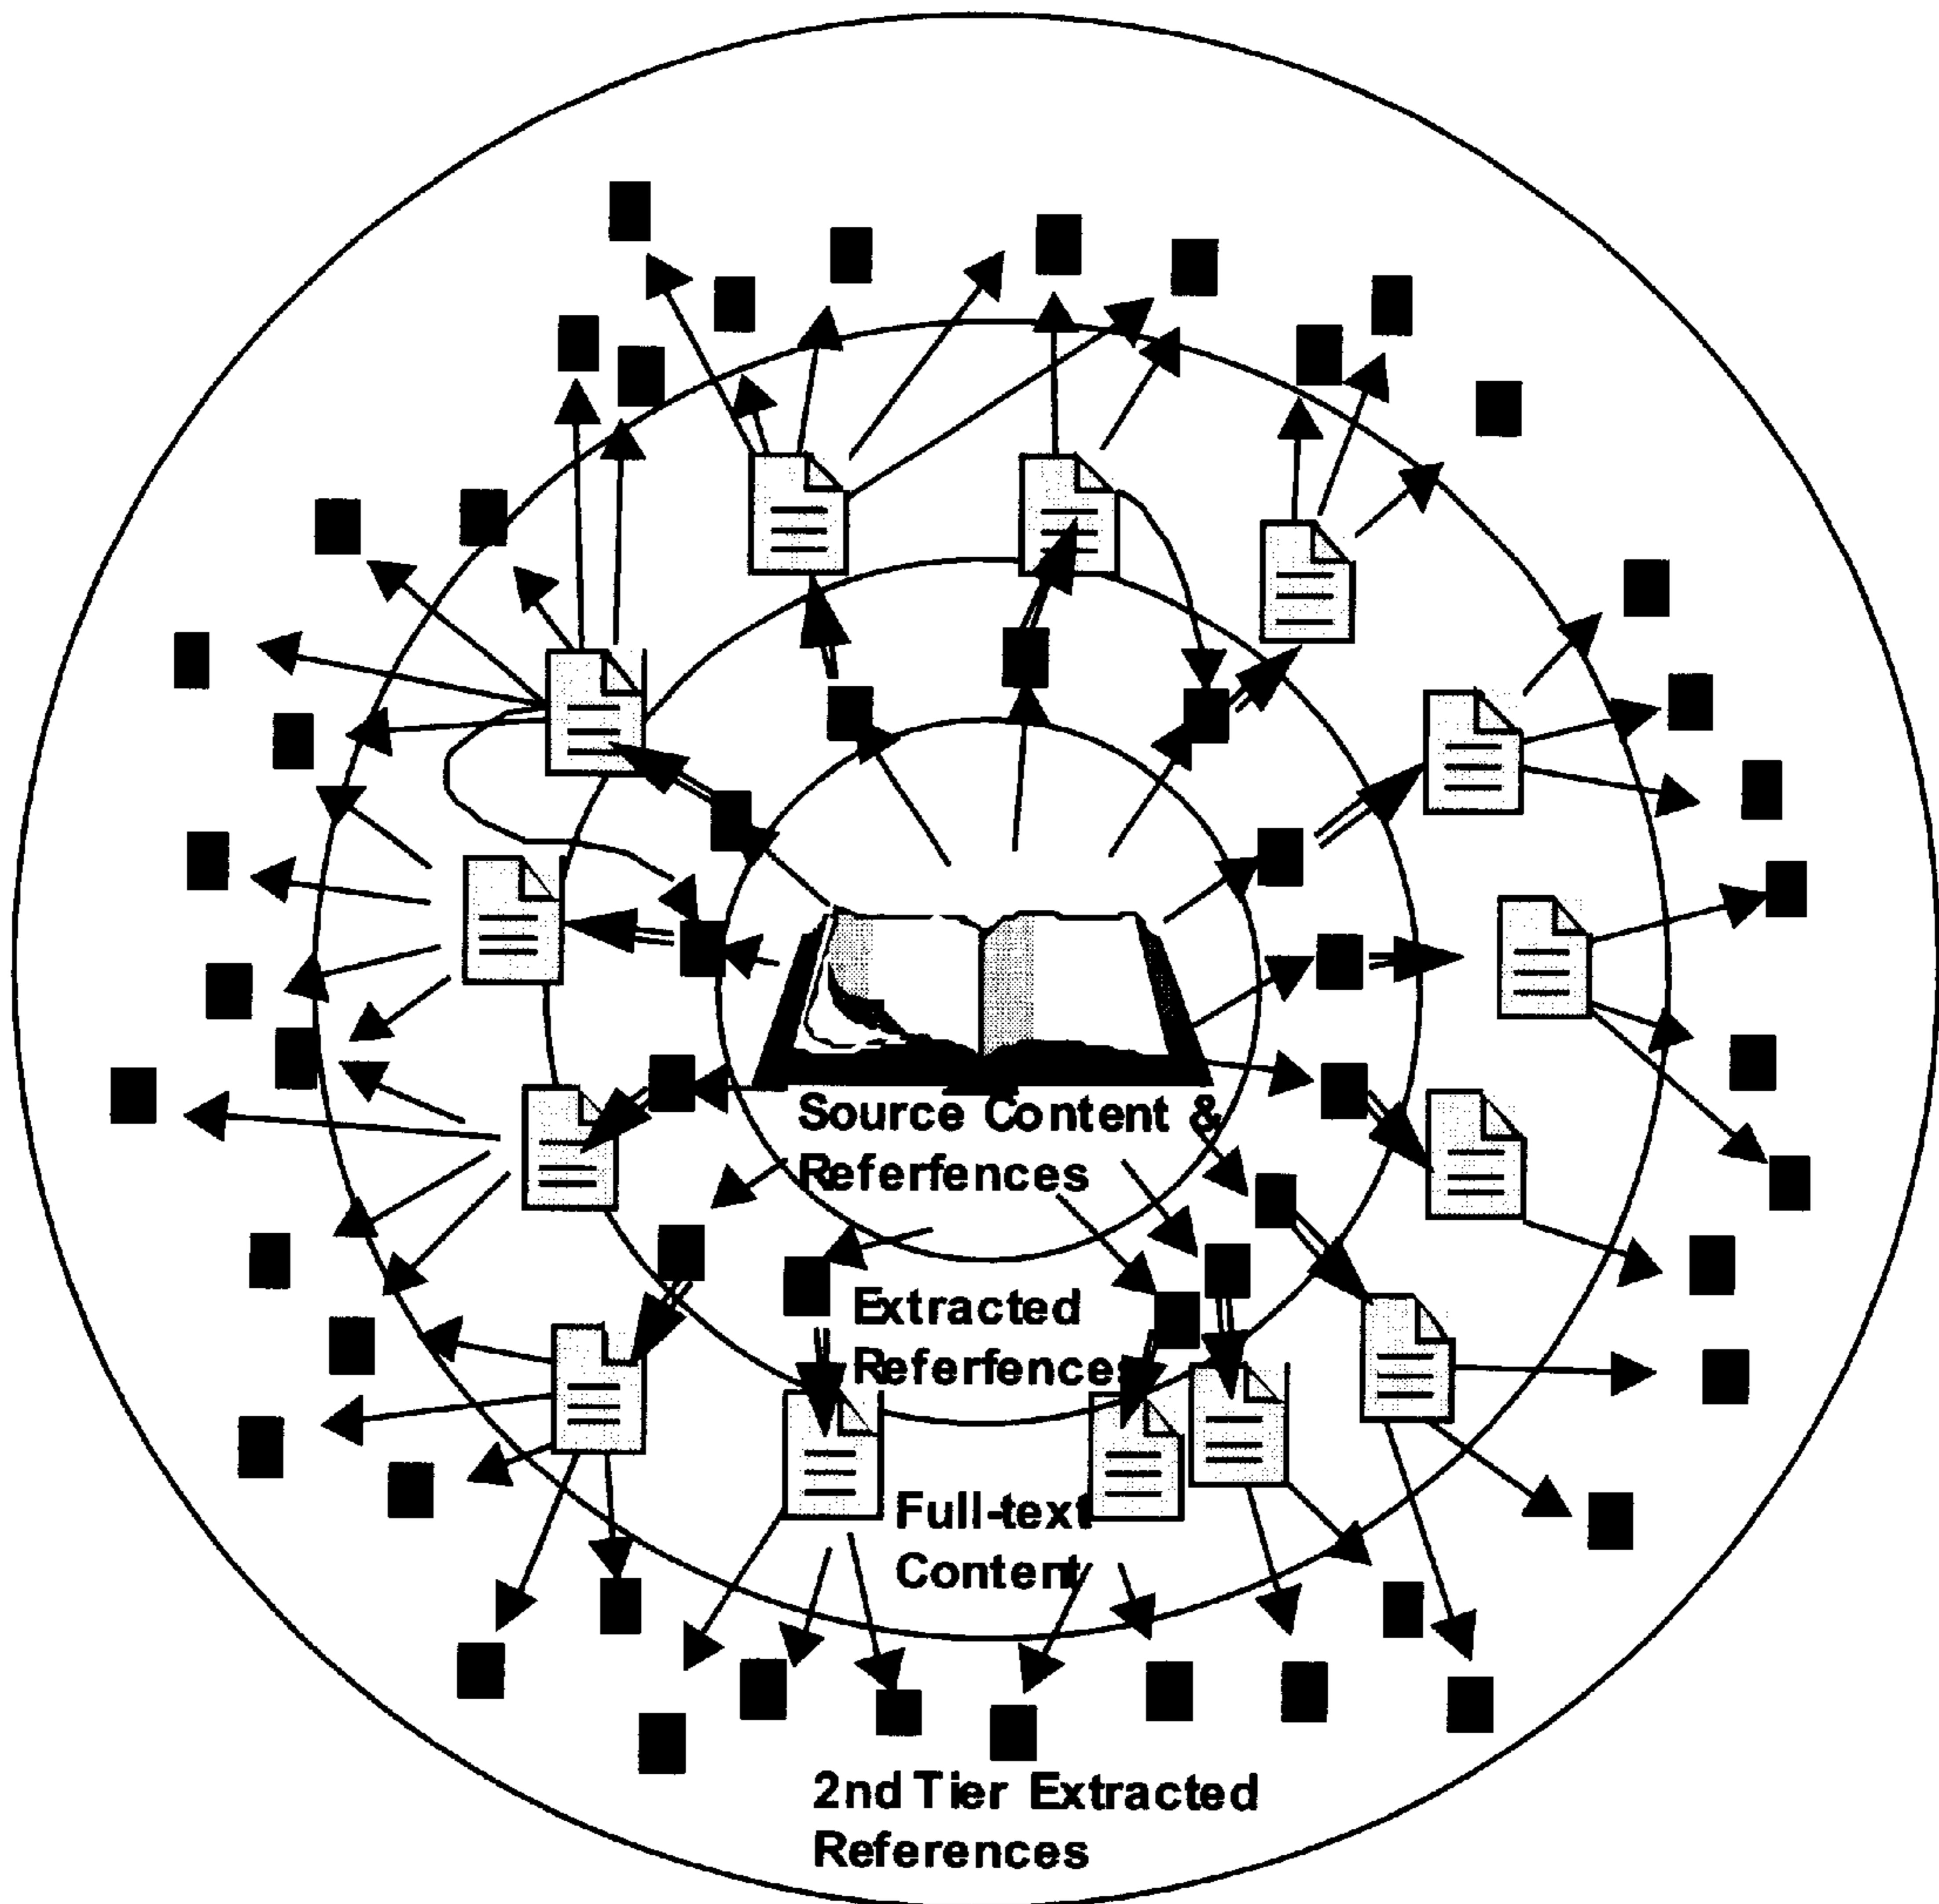 Source Content &
Referfences
Extracted
Referfences
Full-text
Content
2nd Tier Extracted
References